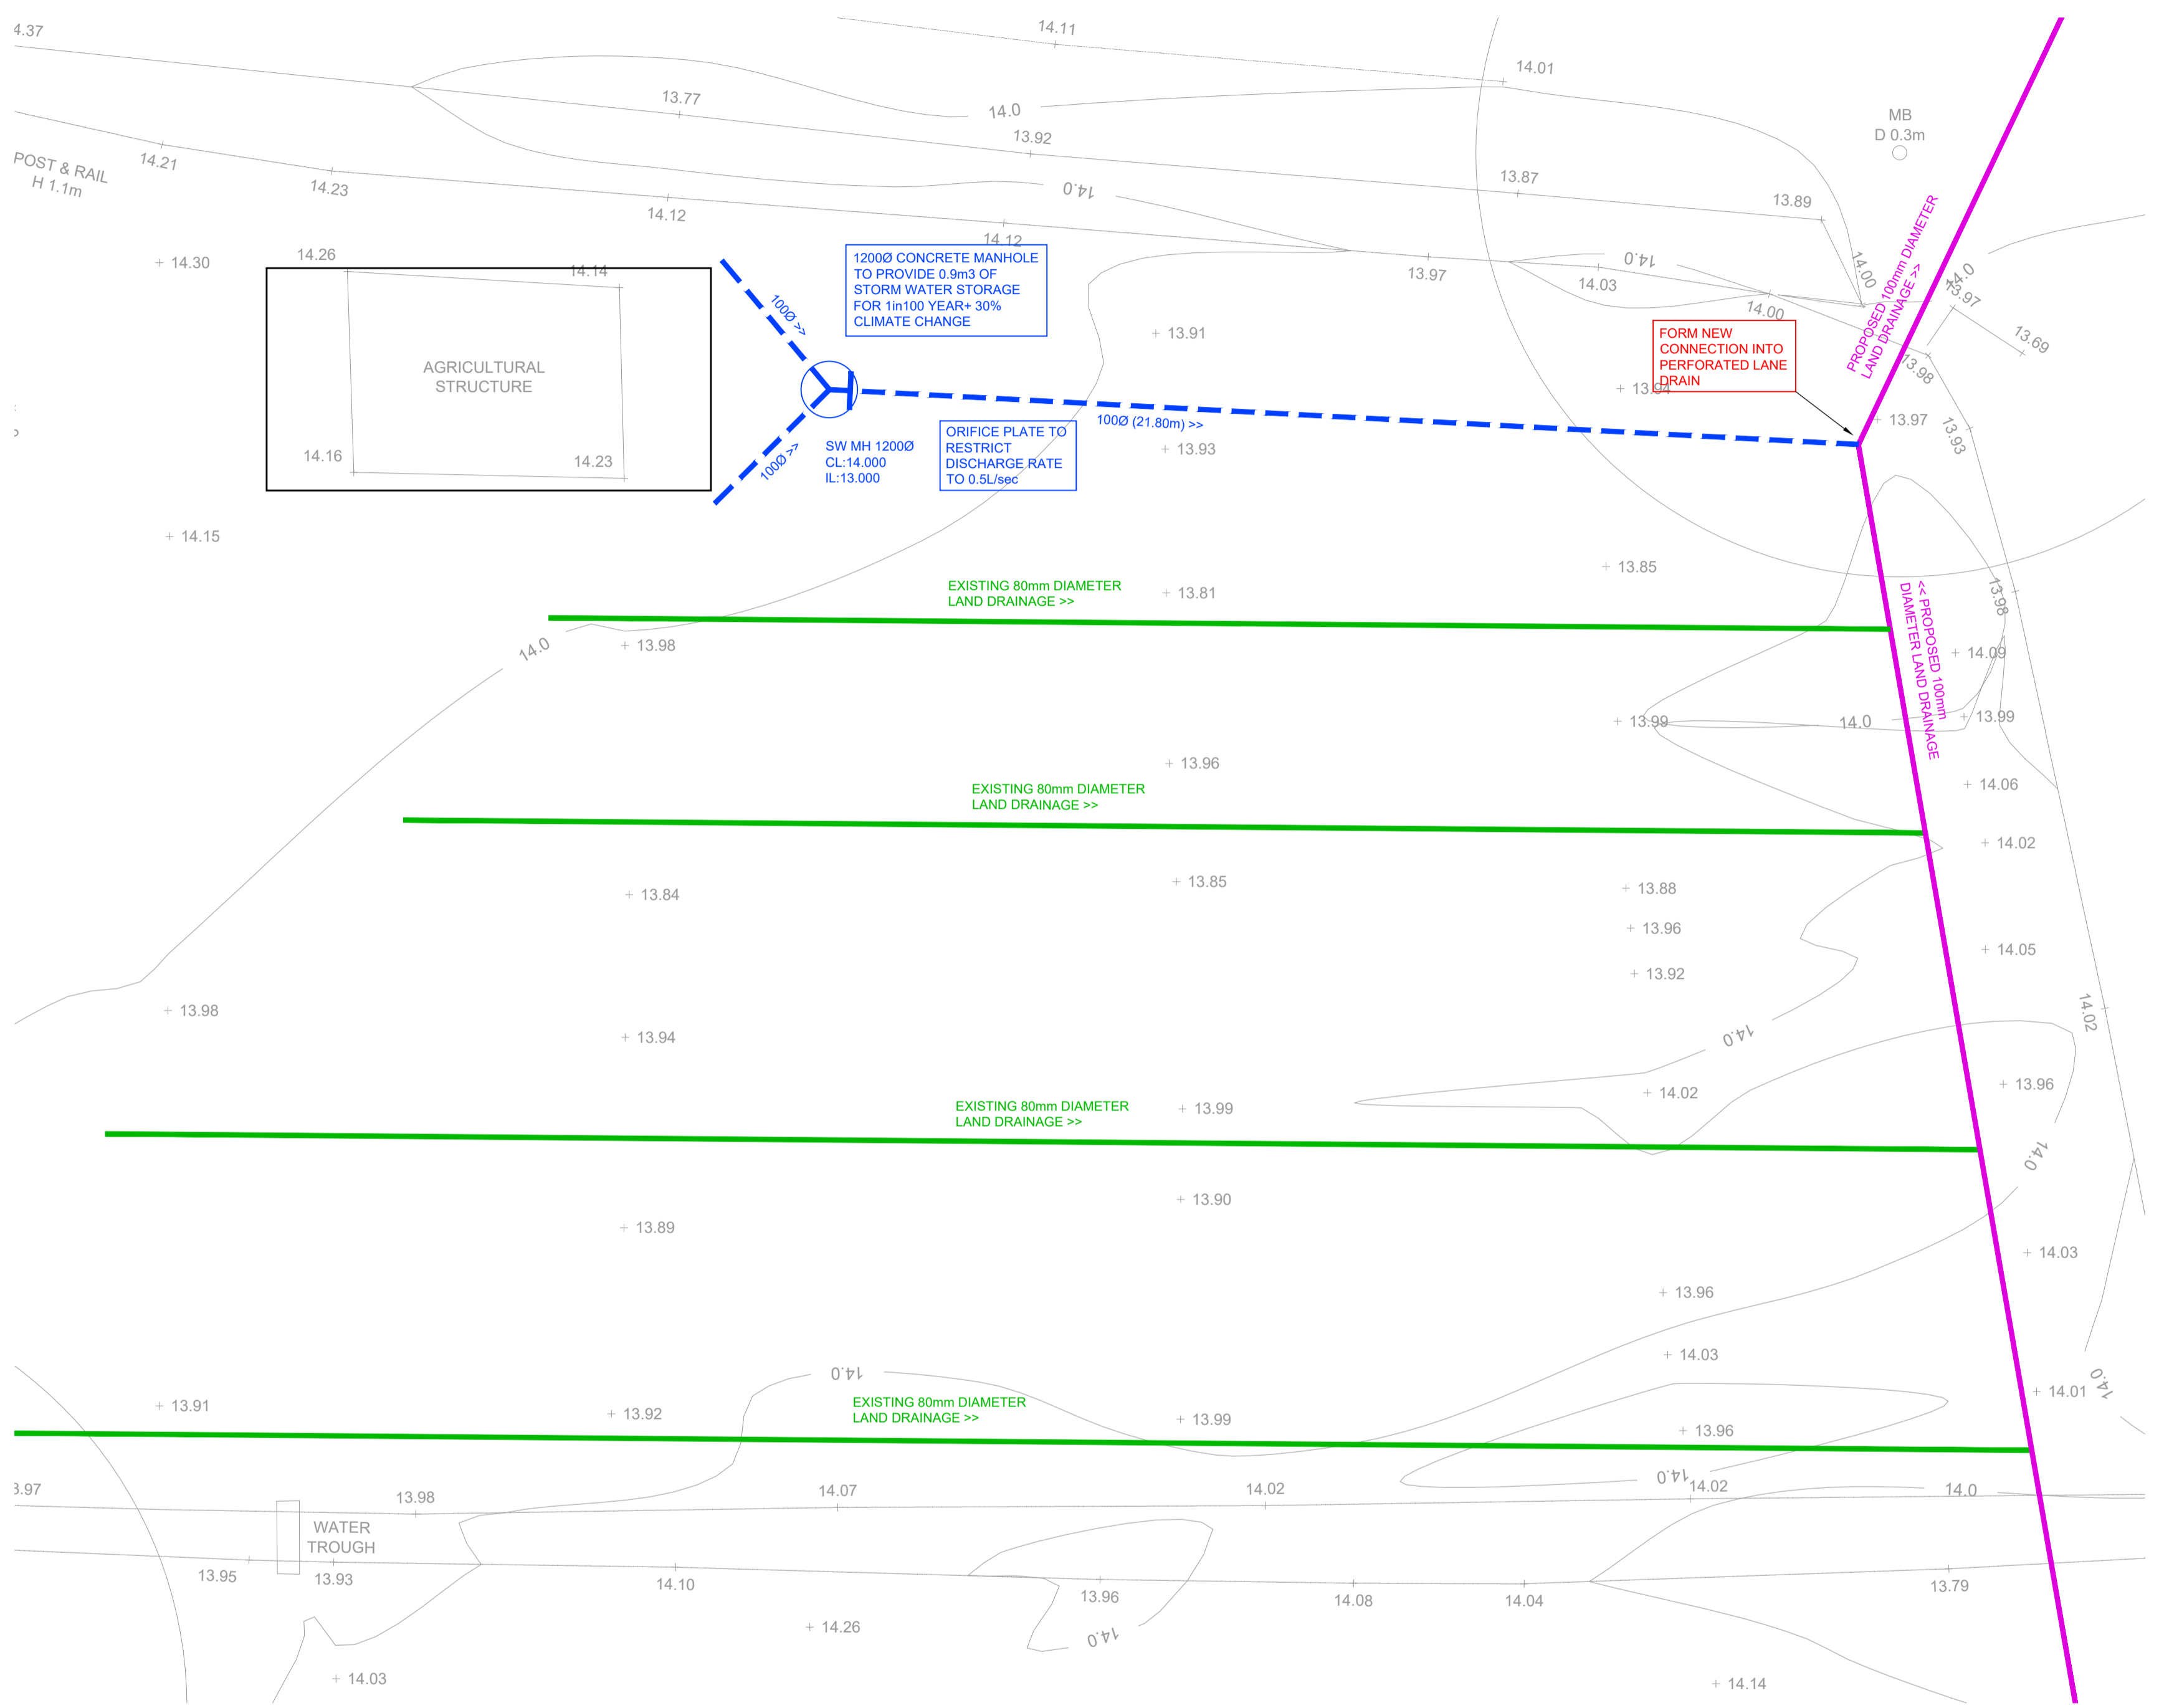 4.37
14.11
14.01
13.77
14.0
13.92
MB
D 0.3m
14.21
POST & RAIL
H 1.1m
14.23
14.12
14.0
13.87
13.89
14.12
14.30
14.26
14.14
1200Ø CONCRETE MANHOLE
TO PROVIDE 0.9m3 OF
STORM WATER STORAGE
FOR 1in100 YEAR+ 30%
CLIMATE CHANGE
100Ø >>
13.97
14.0
14.03
14.00
14.00
PROPOSED 100mm DIAMETER
LAND DRAINAGE >>
14.0
13.97
13.69
13.98
13.91
FORM NEW
CONNECTION INTO
PERFORATED LANE
DRAIN
13.94
AGRICULTURAL
STRUCTURE
14.16
14.23
100Ø >>
SW MH 1200Ø
CL:14.000
IL:13.000
ORIFICE PLATE TO
RESTRICT
DISCHARGE RATE
TO 0.5L/sec
100Ø (21.80m) >>
13.93
13.97
13.93
14.15
EXISTING 80mm DIAMETER
LAND DRAINAGE >>
13.81
13.85
13.98
<< PROPOSED 100mm
DIAMETER LAND DRAINAGE
14.0
13.98
14.09
13.99
14.0
13.99
13.96
14.06
EXISTING 80mm DIAMETER
LAND DRAINAGE >>
14.02
13.84
13.85
13.88
13.96
14.05
13.92
13.98
13.94
14.0
14.02
13.96
14.02
EXISTING 80mm DIAMETER
LAND DRAINAGE >>
13.99
14.0
13.90
13.89
14.03
13.96
14.03
14.0
14.01
14.0
13.91
13.92
EXISTING 80mm DIAMETER
LAND DRAINAGE >>
13.99
13.96
14.0
3.97
13.98
14.07
14.02
14.02
14.0
WATER
TROUGH
13.95
13.93
14.10
13.96
14.08
14.04
13.79
14.26
14.0
14.03
14.14